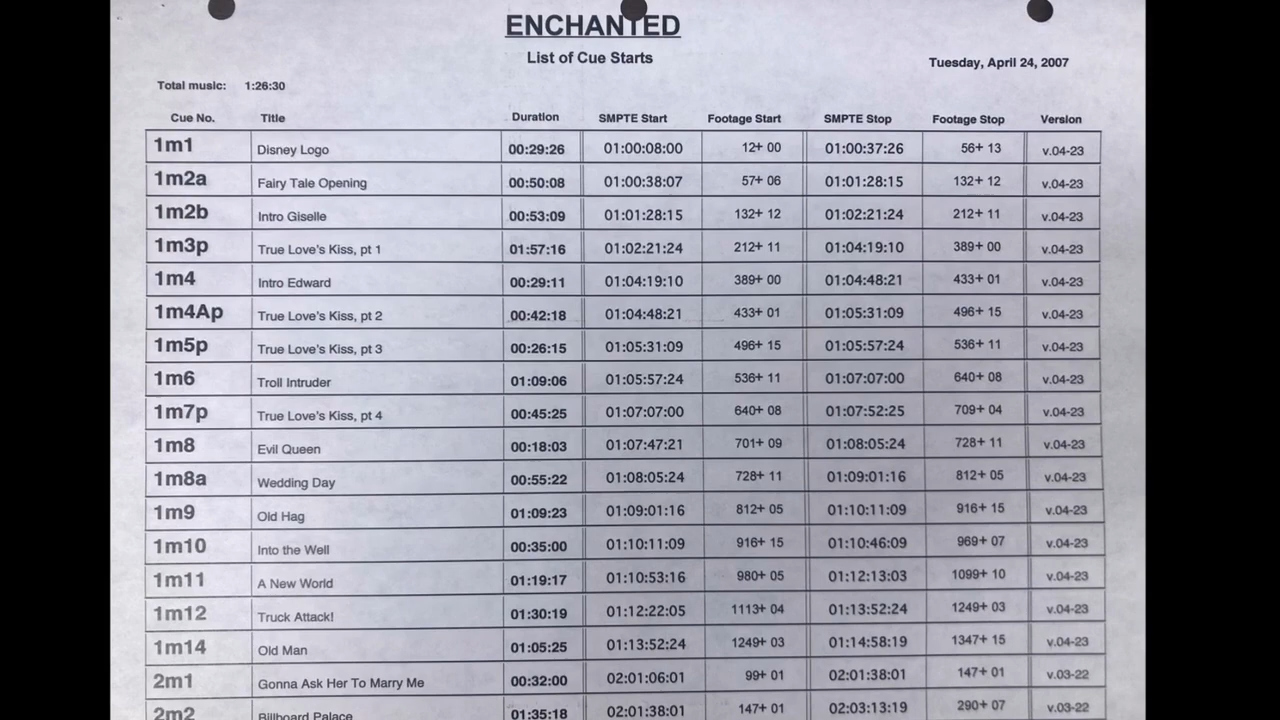 ENCHANTED
List of Cue Starts
Tuesday, April 24, 2007
Total music: 1:26:30
Cue No. Title Duration SMPTE Start Footage Start SMPTE Stop Footage Stop Version
1m1 Disney Logo 00:29:26 01:00:08:00 12+ 00 01:00:37:26 56+ 13 v.04-23
1m2a Fairy Tale Opening 00:50:08 01:00:38:07 57+ 06 01:01:28:15 132+ 12 v.04-23
1m2b Intro Giselle 00:53:09 01:01:28:15 132+ 12 01:02:21:24 212+ 11 v.04-23
1m3p True Love's Kiss, pt 1 01:57:16 01:02:21:24 212+ 11 01:04:19:10 389+ 00 v.04-23
1m4 Intro Edward 00:29:11 01:04:19:10 389+ 00 01:04:48:21 433+ 01 v.04-23
1m4Ap True Love's Kiss, pt 2 00:42:18 01:04:48:21 433+ 01 01:05:31:09 496+ 15 v.04-23
1m5p True Love's Kiss, pt 3 00:26:15 01:05:31:09 496+ 15 01:05:57:24 536+ 11 v.04-23
1m6 Troll Intruder 01:09:06 01:05:57:24 536+ 11 01:07:07:00 640+ 08 v.04-23
1m7p True Love's Kiss, pt 4 00:45:25 01:07:07:00 640+ 08 01:07:52:25 709+ 04 v.04-23
1m8 Evil Queen 00:18:03 01:07:47:21 701+ 09 01:08:05:24 728+ 11 v.04-23
1m8a Wedding Day 00:55:22 01:08:05:24 728+ 11 01:09:01:16 812+ 05 v.04-23
1m9 Old Hag 01:09:23 01:09:01:16 812+ 05 01:10:11:09 916+ 15 v.04-23
1m10 Into the Well 00:35:00 01:10:11:09 916+ 15 01:10:46:09 969+ 07 v.04-23
1m11 A New World 01:19:17 01:10:53:16 980+ 05 01:12:13:03 1099+ 10 v.04-23
1m12 Truck Attack! 01:30:19 01:12:22:05 1113+ 04 01:13:52:24 1249+ 03 v.04-23
1m14 Old Man 01:05:25 01:13:52:24 1249+ 03 01:14:58:19 1347+ 15 v.04-23
2m1 Gonna Ask Her To Marry Me 00:32:00 02:01:06:01 99+ 01 02:01:38:01 147+ 01 v.03-22
2m2 Billboard Palace 01:35:18 02:01:38:01 147+ 01 02:03:13:19 290+ 07 v.03-22